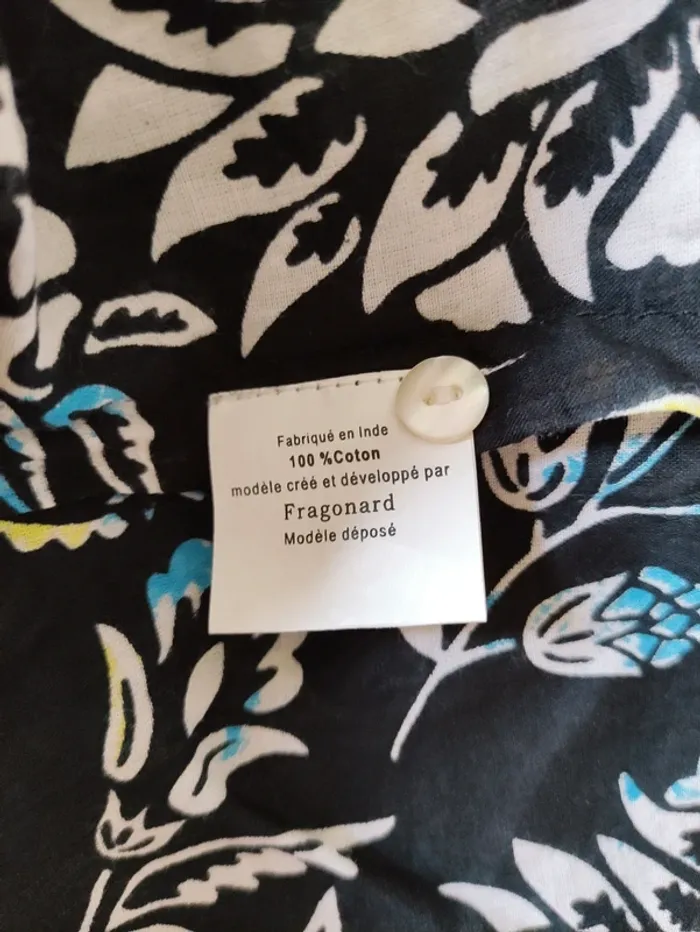 Fabriqué en Inde
100 %Coton
modèle créé et développé par
Fragonard
Modèle déposé